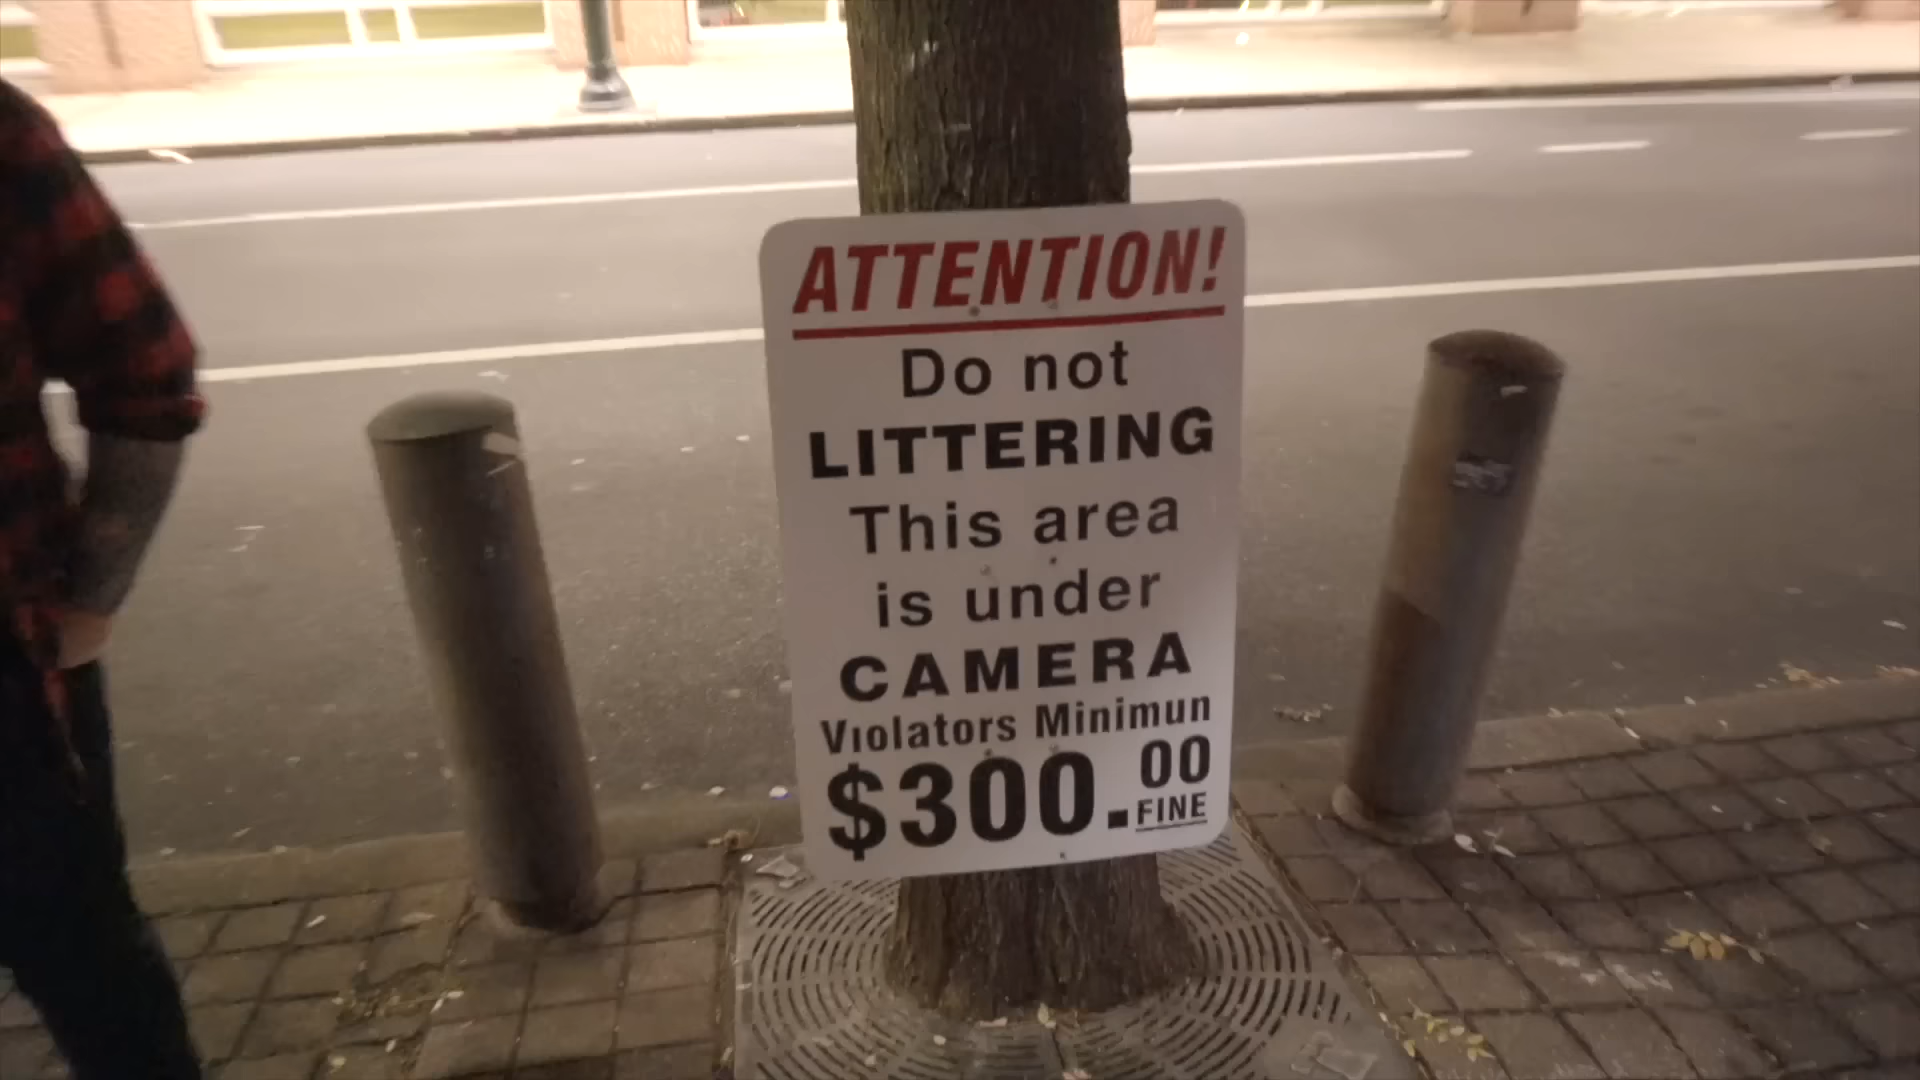 ATTENTION!
Do not
LITTERING
This area
is under
CAMERA
Violators Minimun
$300.00
FINE